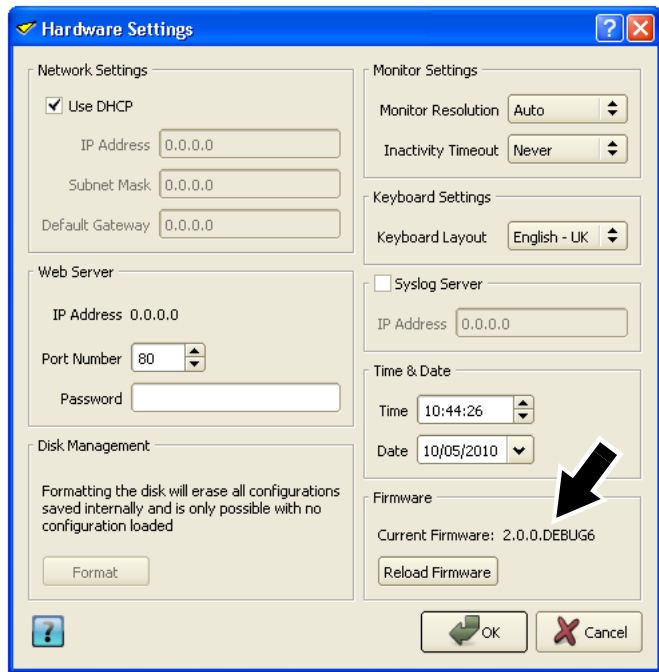 Hardware Settings
Network Settings
Use DHCP
IP Address 0.0.0.0
Subnet Mask 0.0.0.0
Default Gateway 0.0.0.0
Web Server
IP Address 0.0.0.0
Port Number 80
Password
Disk Management
Formatting the disk will erase all configurations
saved internally and is only possible with no
configuration loaded
Format
Monitor Settings
Monitor Resolution Auto
Inactivity Timeout Never
Keyboard Settings
Keyboard Layout English - UK
Syslog Server
IP Address 0.0.0.0
Time & Date
Time 10:44:26
Date 10/05/2010
Firmware
Current Firmware: 2.0.0.DEBUG6
Reload Firmware
?
OK
Cancel